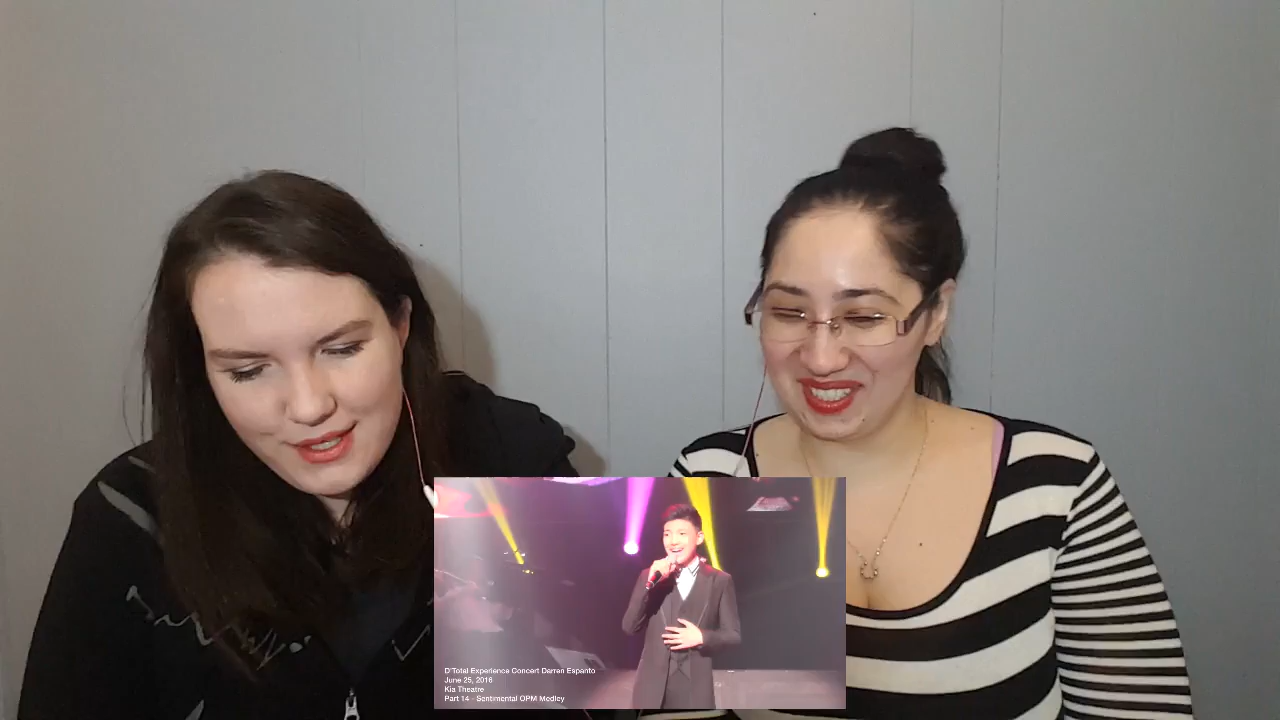 D'Total Experience Concert Darren Espanto
June 25, 2016
Kia Theatre
Part 14 - Sentimental OPM Medley